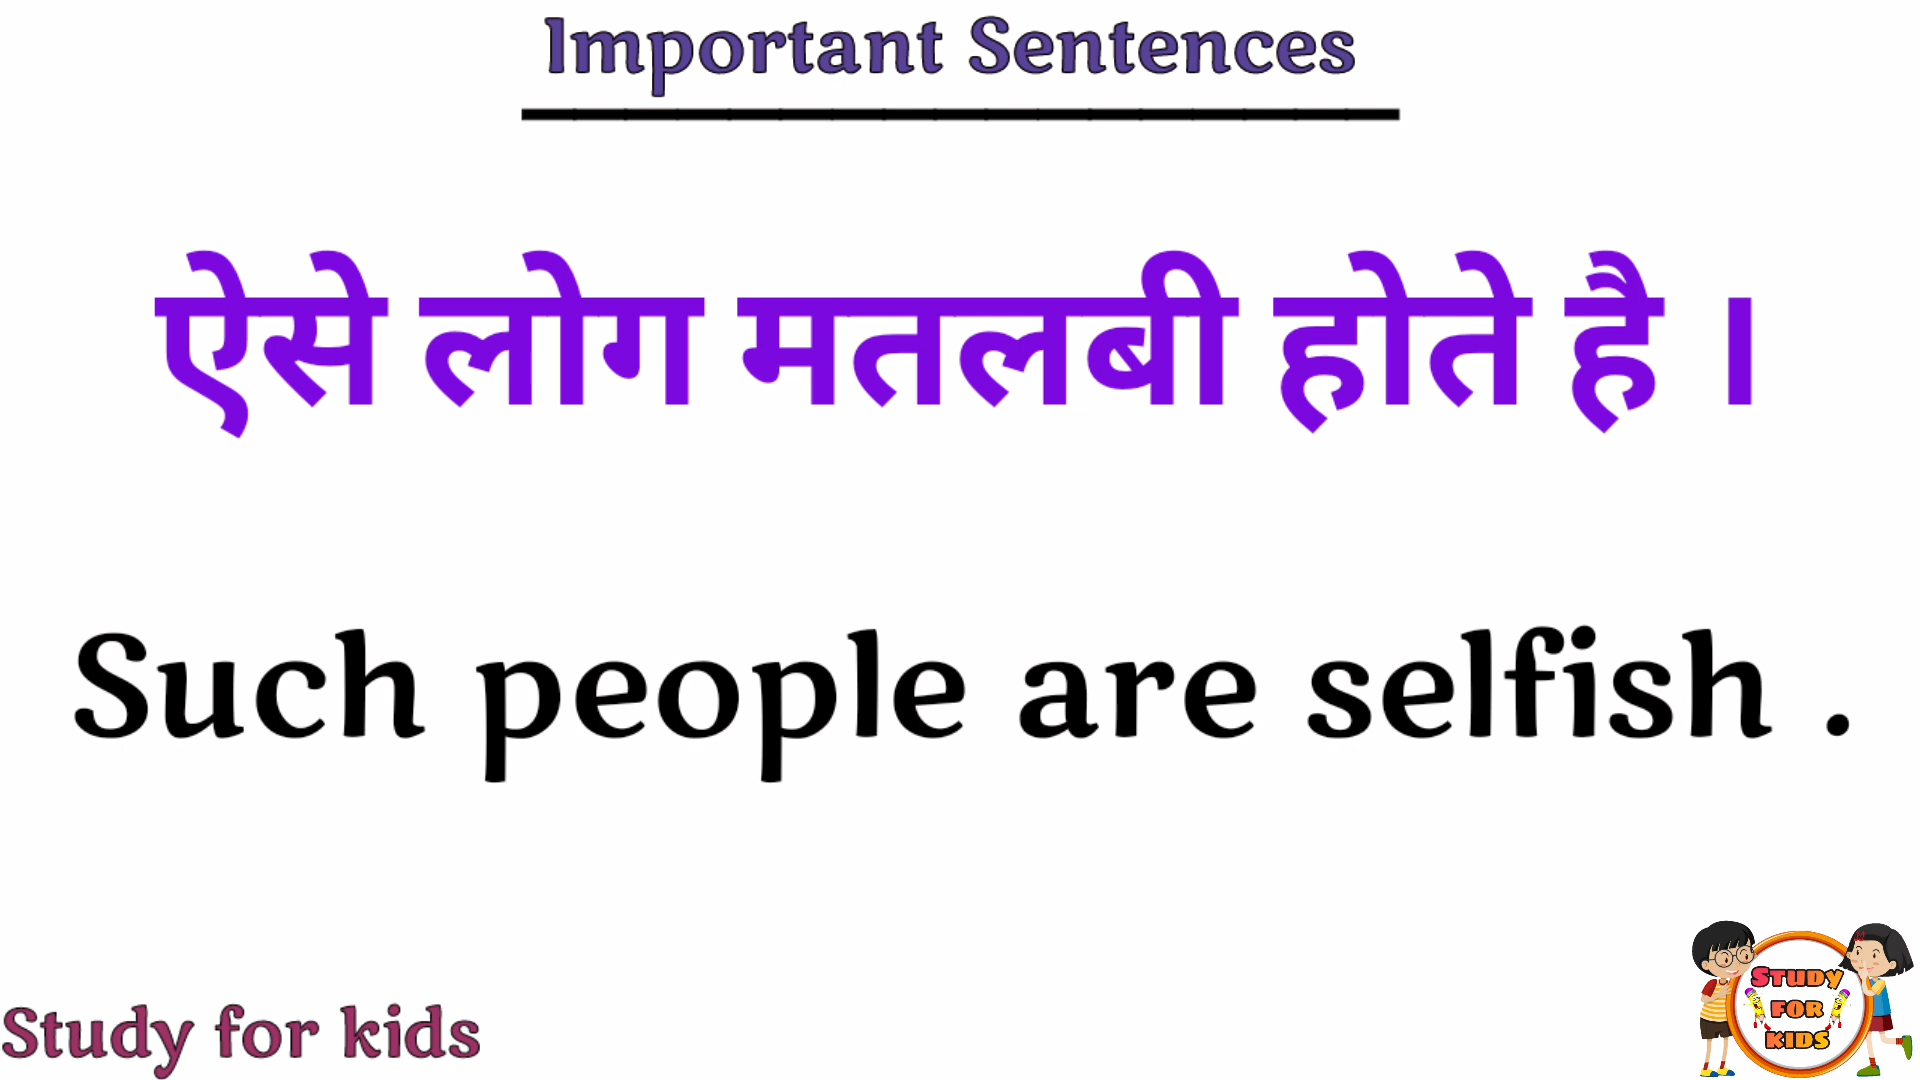 Important Sentences
ऐसे लोग मतलबी होते है ।
Such people are selfish .
Study for kids
STUDY
FOR
KIDS